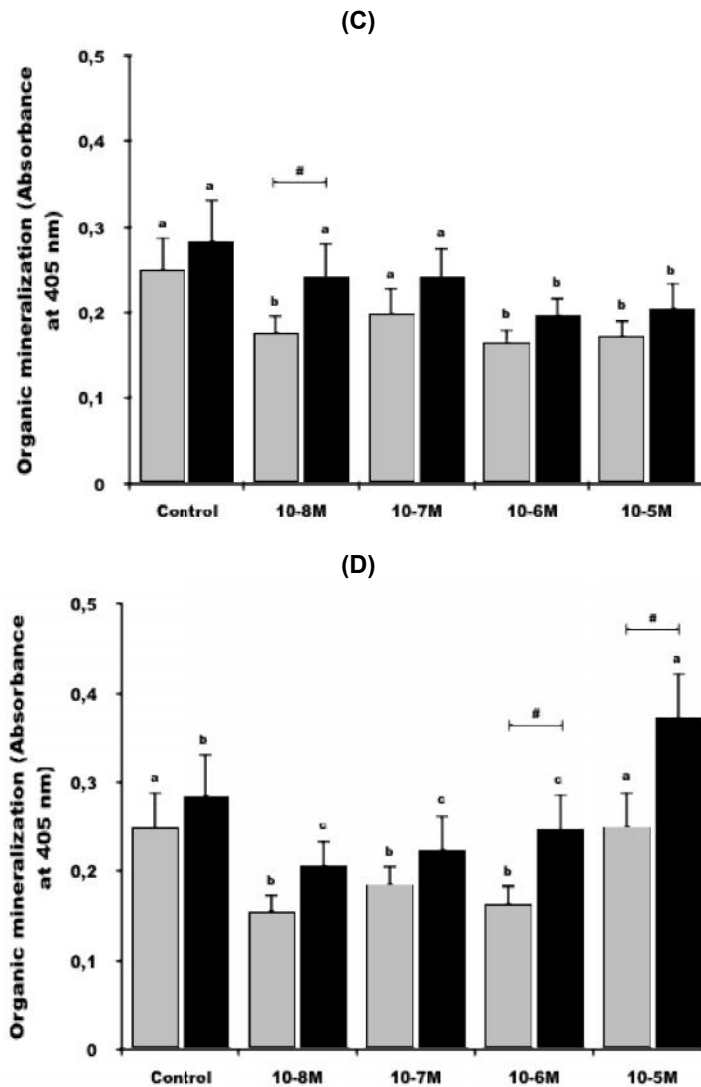 (C)
Organic mineralization (Absorbance
at 405 nm)
0,5
0,4
0,3
0,2
0,1
0
a
a
#
b
a
a
a
b
b
b
b
Control
10-8M
10-7M
10-6M
10-5M
(D)
Organic mineralization (Absorbance
at 405 nm)
0,5
0,4
0,3
0,2
0,1
0
a
b
b
c
b
c
#
b
c
#
a
a
Control
10-8M
10-7M
10-6M
10-5M